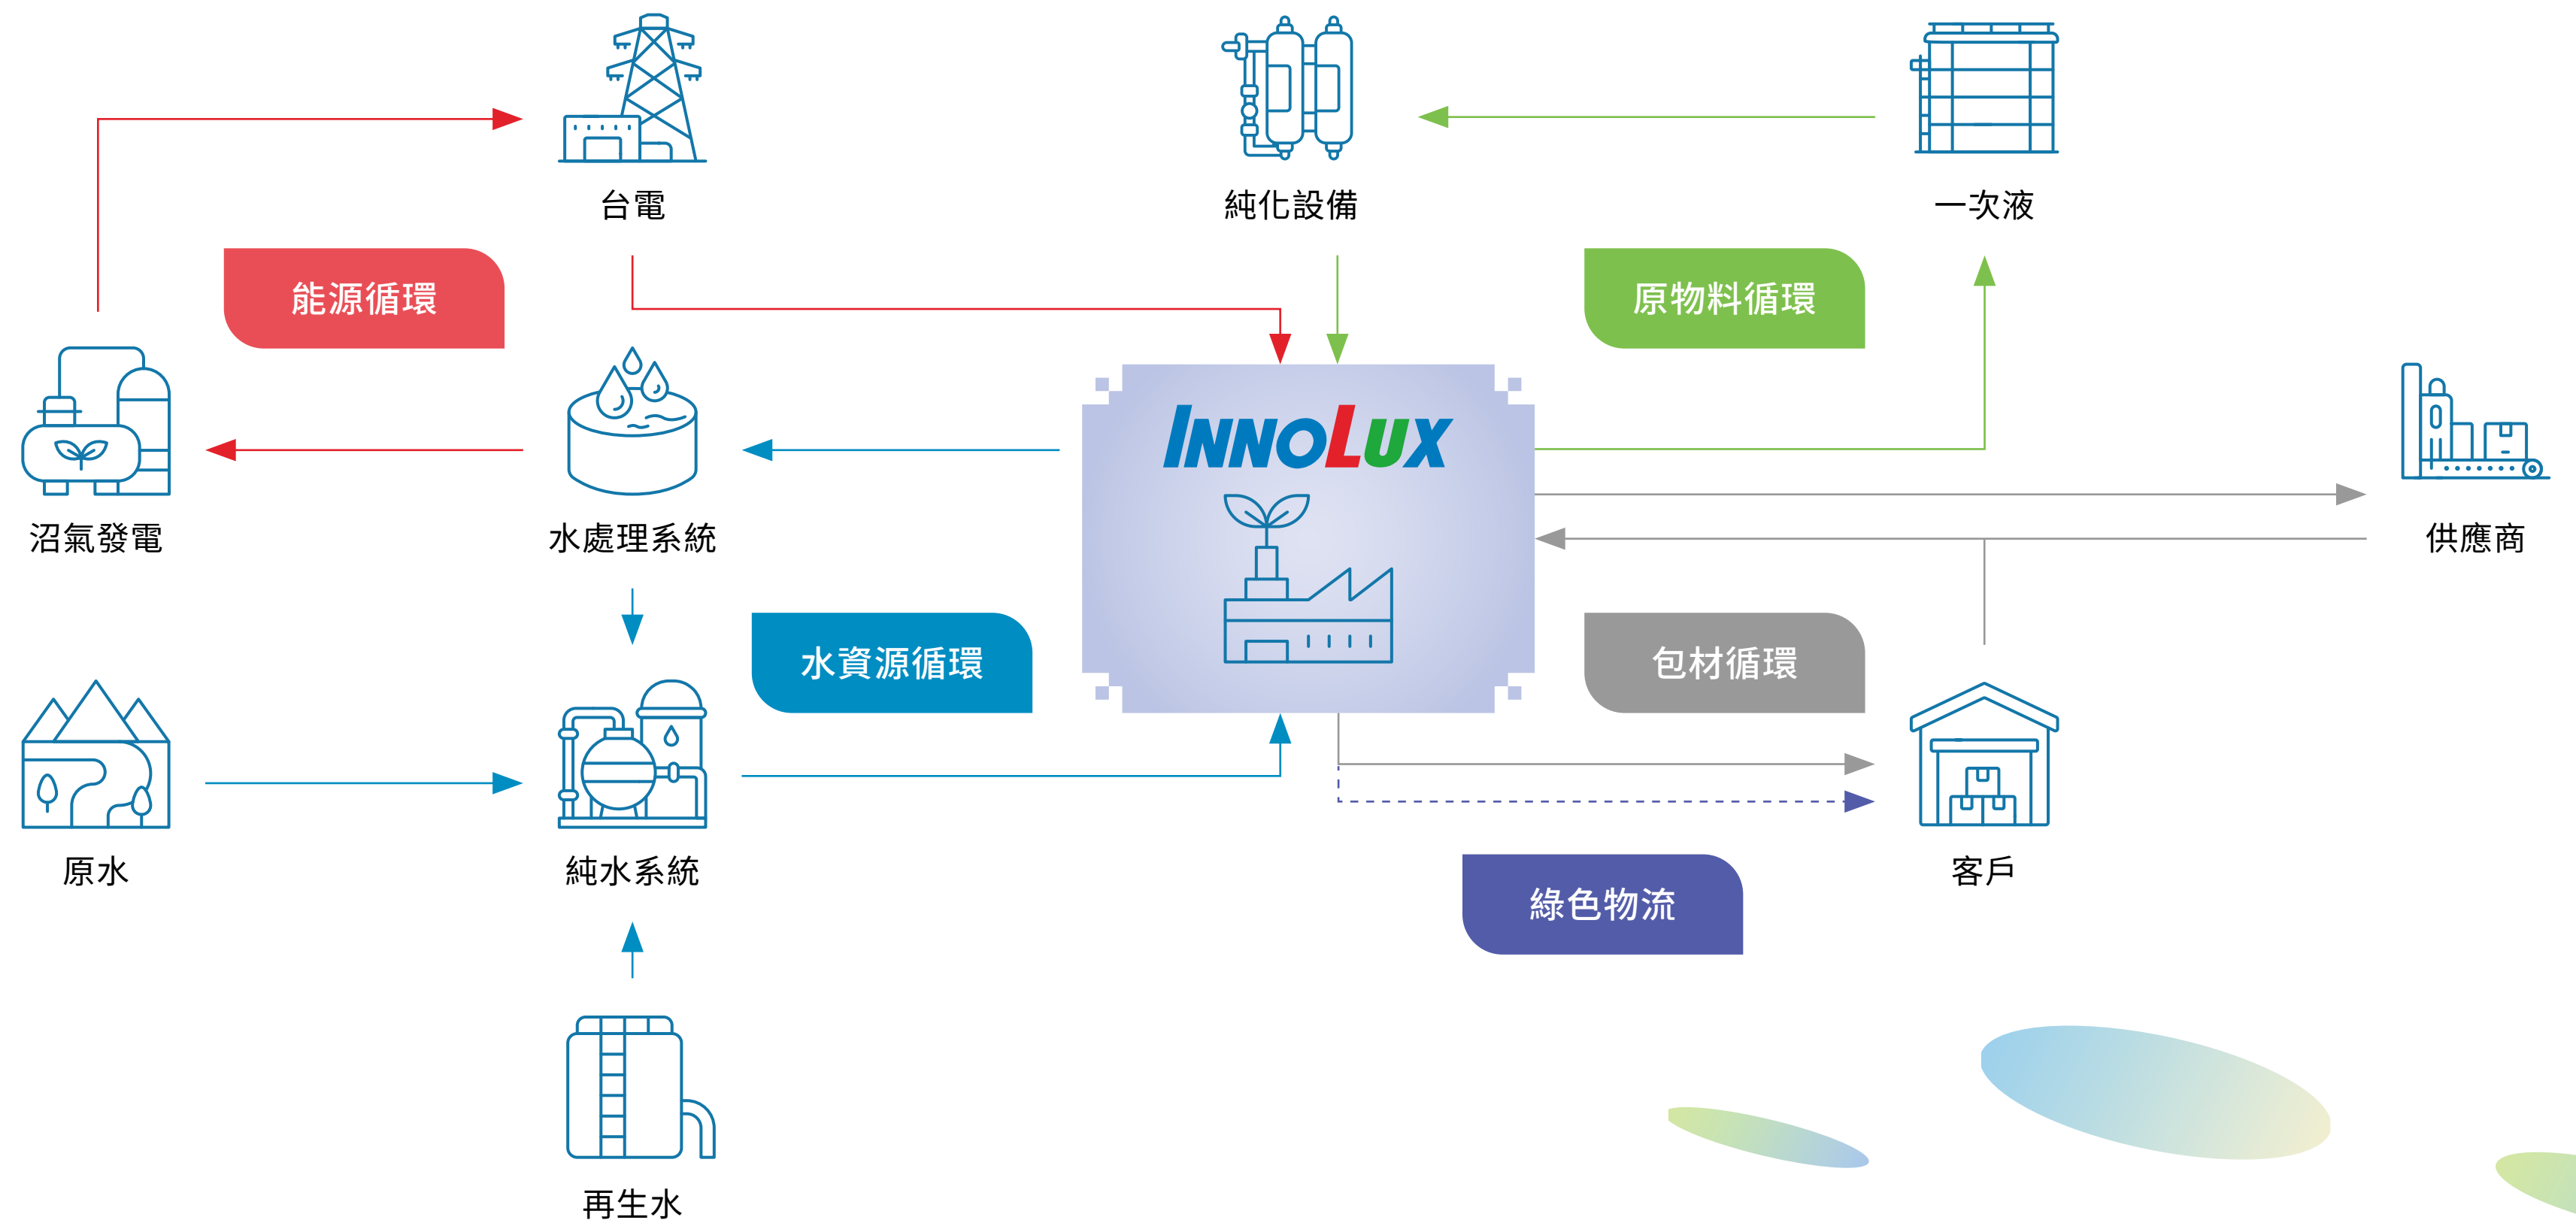 台電
純化設備
一次液
能源循環
原物料循環
INNOLUX
沼氣發電
水處理系統
供應商
水資源循環
包材循環
原水
純水系統
客戶
綠色物流
再生水